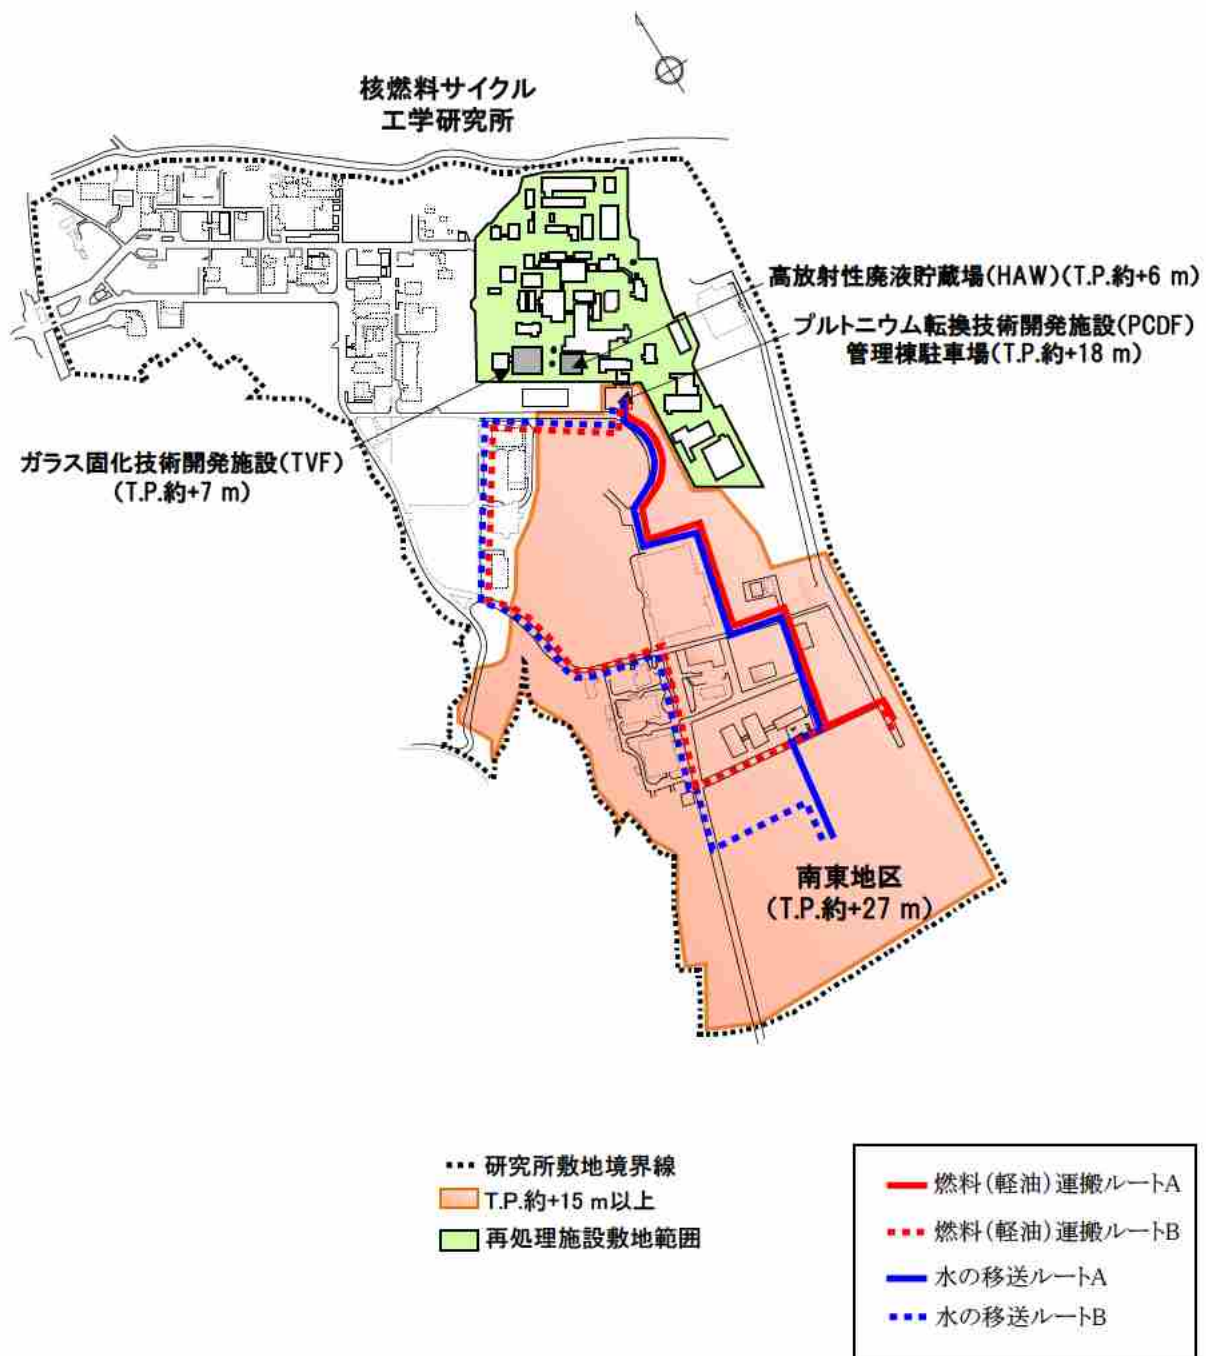 核燃料サイクル
工学研究所
高放射性廃液貯蔵場(HAW)(T.P.約+6 m)
プルトニウム転換技術開発施設(PCDF)
管理棟駐車場(T.P.約+18 m)
ガラス固化技術開発施設(TVF)
(T.P.約+7 m)
南東地区
(T.P.約+27 m)
研究所敷地境界線
T.P.約+15 m以上
再処理施設敷地範囲
燃料(軽油)運搬ルートA
燃料(軽油)運搬ルートB
水の移送ルートA
水の移送ルートB